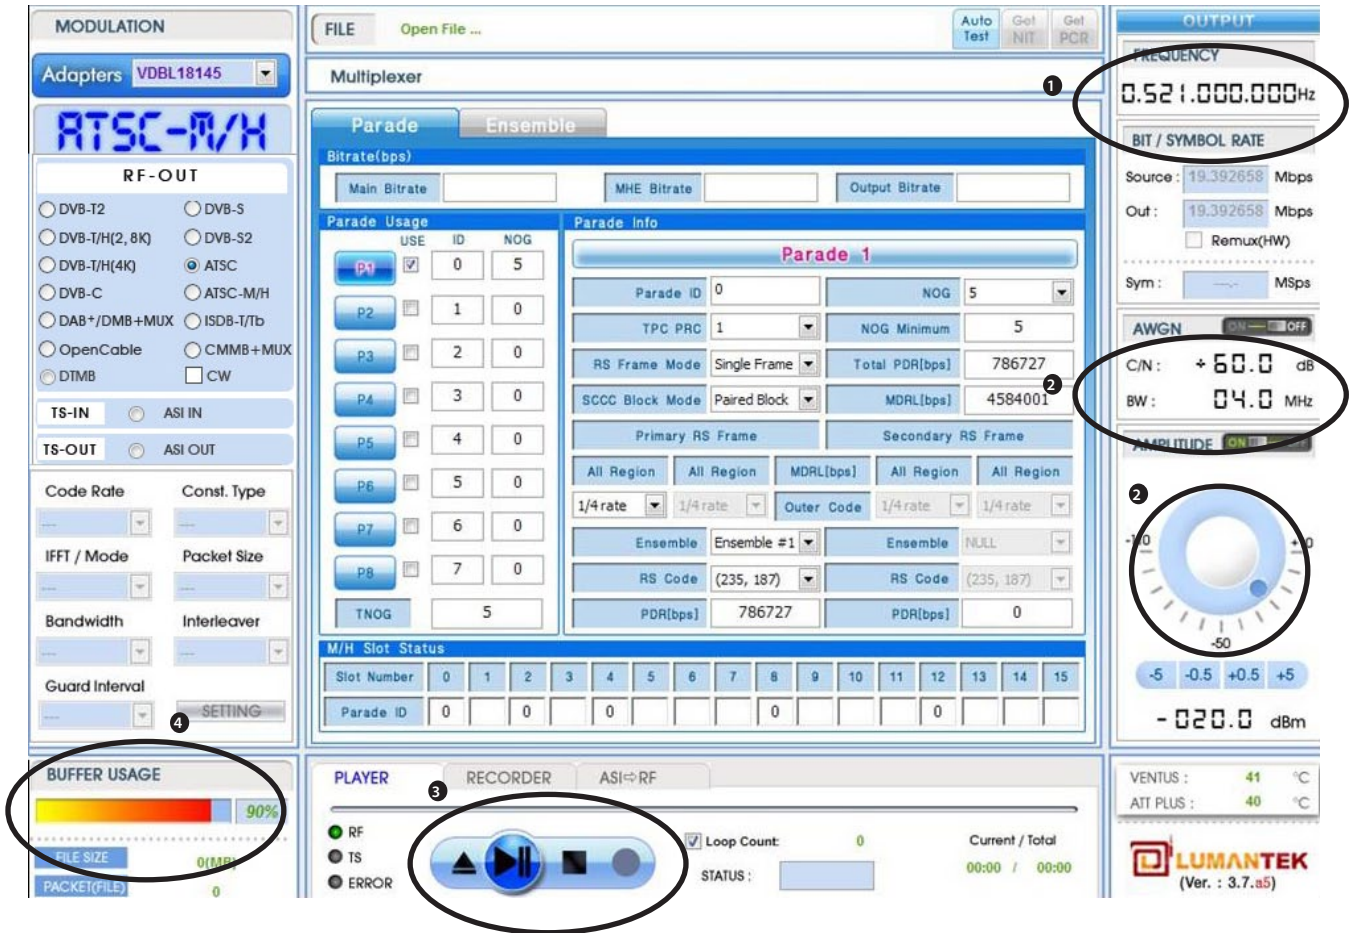 MODULATION
Adapters VDBL18145
ATSC-M/H
RF-OUT
DVB-T2 DVB-S
DVB-T/H(2, 8K) DVB-S2
DVB-T/H(4K) ATSC
DVB-C ATSC-M/H
DAB+/DMB+MUX ISDB-T/Tb
OpenCable CMMB+MUX
DTMB CW
TS-IN ASI IN
TS-OUT ASI OUT
Code Rate Const. Type
--- ---
IFFT / Mode Packet Size
--- ---
Bandwidth Interleaver
--- ---
Guard Interval
--- SETTING
4
BUFFER USAGE
90%
FILE SIZE 0(MB)
PACKET(FILE) 0
FILE Open File ...
Auto Test Get NIT Get PCR
Multiplexer
Parade Ensemble
Bitrate(bps)
Main Bitrate MHE Bitrate Output Bitrate
Parade Usage
USE ID NOG
P1 0 5
P2 1 0
P3 2 0
P4 3 0
P5 4 0
P6 5 0
P7 6 0
P8 7 0
TNOG 5
Parade Info
Parade 1
Parade ID 0 NOG 5
TPC PRC 1 NOG Minimum 5
RS Frame Mode Single Frame Total PDR[bps] 786727
SCCC Block Mode Paired Block MDRL[bps] 4584001
Primary RS Frame Secondary RS Frame
All Region All Region MDRL[bps] All Region All Region
1/4 rate 1/4 rate Outer Code 1/4 rate 1/4 rate
Ensemble Ensemble #1 Ensemble NULL
RS Code (235, 187) RS Code (235, 187)
PDR[bps] 786727 PDR[bps] 0
M/H Slot Status
Slot Number 0 1 2 3 4 5 6 7 8 9 10 11 12 13 14 15
Parade ID 0 0 0 0 0
PLAYER RECORDER ASI⇨RF
3
RF
TS
ERROR
Loop Count: 0
STATUS :
Current / Total
00:00 / 00:00
OUTPUT
FREQUENCY
1
0.521.000.000Hz
BIT / SYMBOL RATE
Source : 19.392658 Mbps
Out : 19.392658 Mbps
Remux(HW)
Sym : ---.- MSps
AWGN ON OFF
C/N : +60.0 dB
2
BW : 04.0 MHz
AMPLITUDE ON OFF
2
-50
-5 -0.5 +0.5 +5
-020.0 dBm
VENTUS : 41 °C
ATT PLUS : 40 °C
LUMANTEK
(Ver. : 3.7.a5)